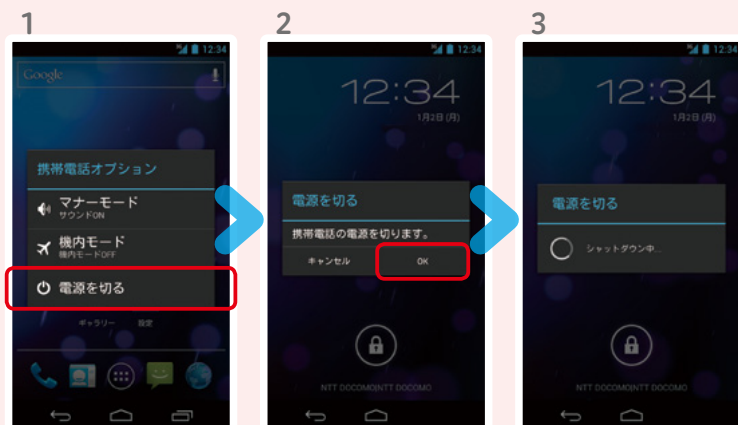 1
12:34
Google
携帯電話オプション
マナーモード
サウンドON
機内モード
機内モードOFF
電源を切る
ギャラリー 設定
2
12:34
12:34
1月2日 (月)
電源を切る
携帯電話の電源を切ります。
キャンセル OK
NTT DOCOMO|NTT DOCOMO
3
12:34
12:34
1月2日 (月)
電源を切る
シャットダウン中...
NTT DOCOMO|NTT DOCOMO